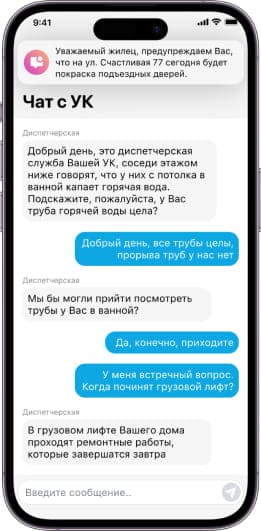 9:41
Уважаемый жилец, предупреждаем Вас,
что на ул. Счастливая 77 сегодня будет
покраска подъездных дверей.
Чат с УК
Диспетчерская
Добрый день, это диспетчерская
служба Вашей УК, соседи этажом
ниже говорят, что у них с потолка в
ванной капает горячая вода.
Подскажите, пожалуйста, у Вас
труба горячей воды цела?
Добрый день, все трубы целы,
прорыва труб у нас нет
Диспетчерская
Мы бы могли прийти посмотреть
трубы у Вас в ванной?
Да, конечно, приходите
У меня встречный вопрос.
Когда починят грузовой лифт?
Диспетчерская
В грузовом лифте Вашего дома
проходят ремонтные работы,
которые завершатся завтра
Введите сообщение..